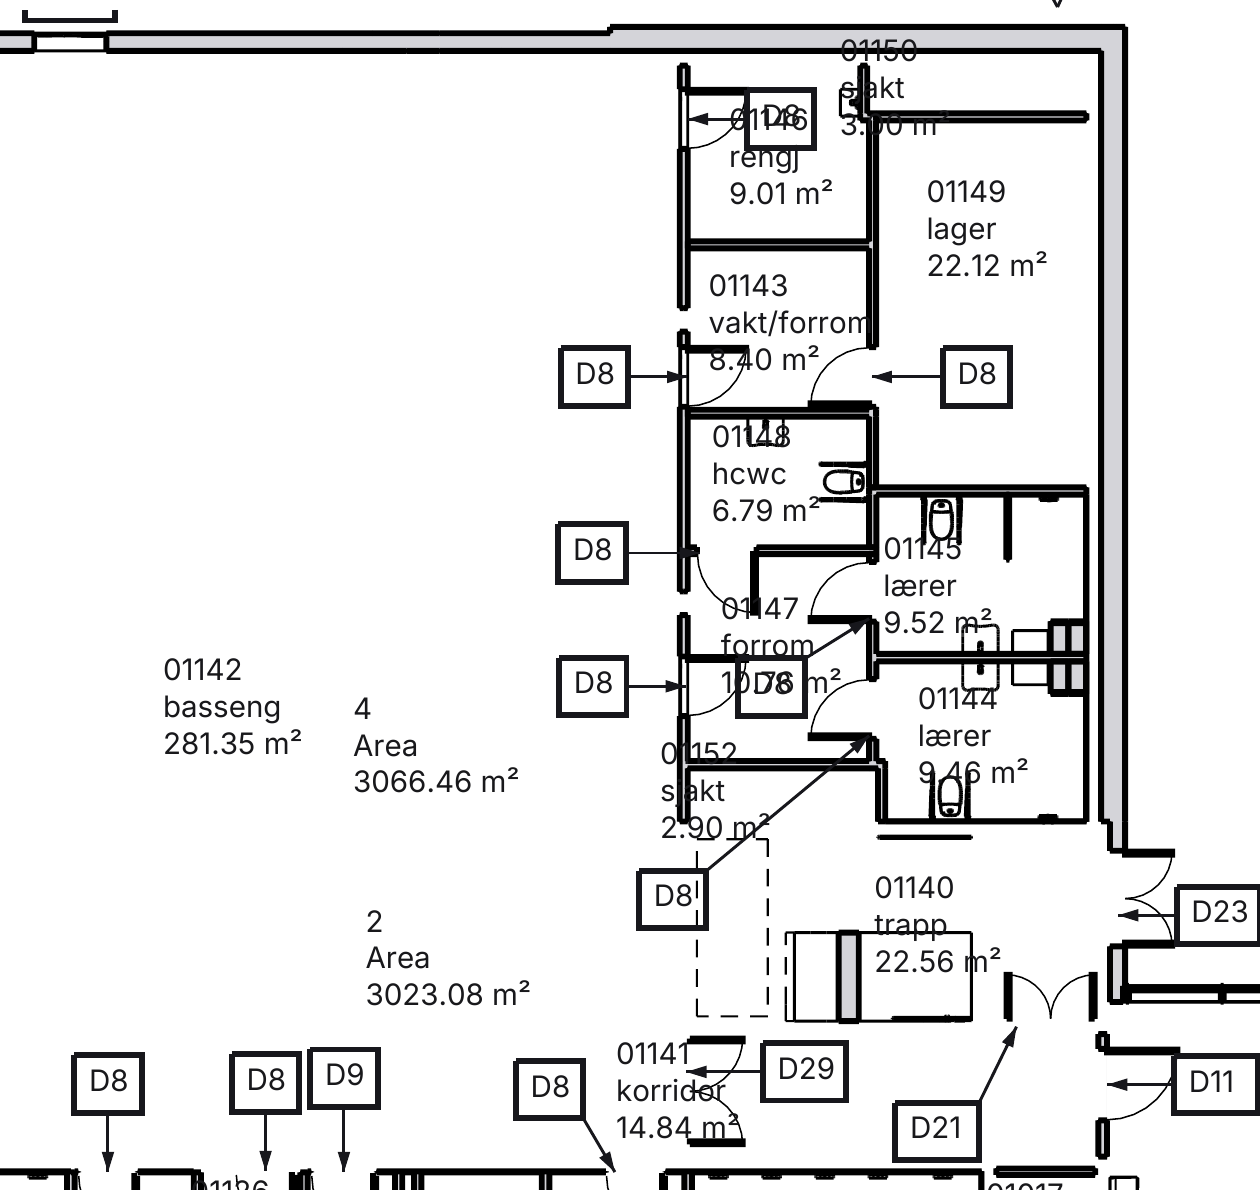 01150
sjakt
3.00 m²
D8
01146
rengj
9.01 m²
01149
lager
22.12 m²
01143
vakt/forrom
8.40 m²
D8
D8
01148
hcwc
6.79 m²
D8
01145
lærer
9.52 m²
01147
forrom
10.76 m²
D8
D8
01142
basseng
281.35 m²
4
Area
3066.46 m²
01144
lærer
9.46 m²
01152
sjakt
2.90 m²
D8
01140
trapp
22.56 m²
D23
2
Area
3023.08 m²
01141
korridor
14.84 m²
D29
D21
D11
D8
D8
D9
D8